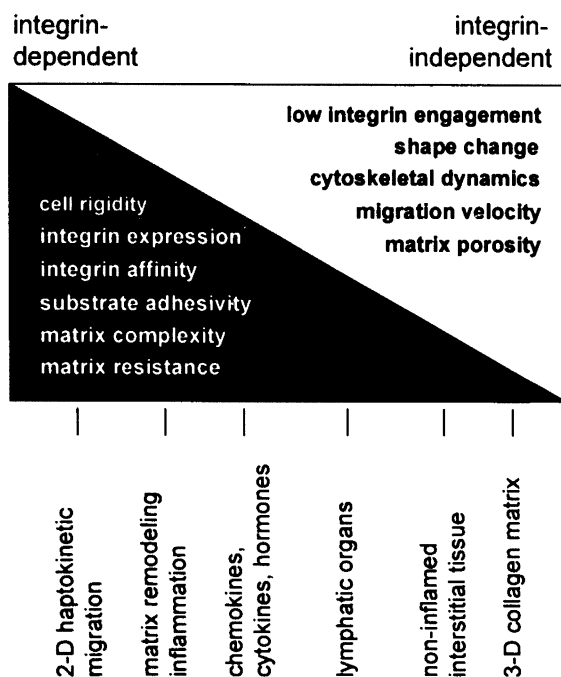 integrin-
dependent
integrin-
independent
low integrin engagement
shape change
cytoskeletal dynamics
migration velocity
matrix porosity
cell rigidity
integrin expression
integrin affinity
substrate adhesivity
matrix complexity
matrix resistance
2-D haptokinetic
migration
matrix remodeling
inflammation
chemokines,
cytokines, hormones
lymphatic organs
non-inflamed
interstitial tissue
3-D collagen matrix